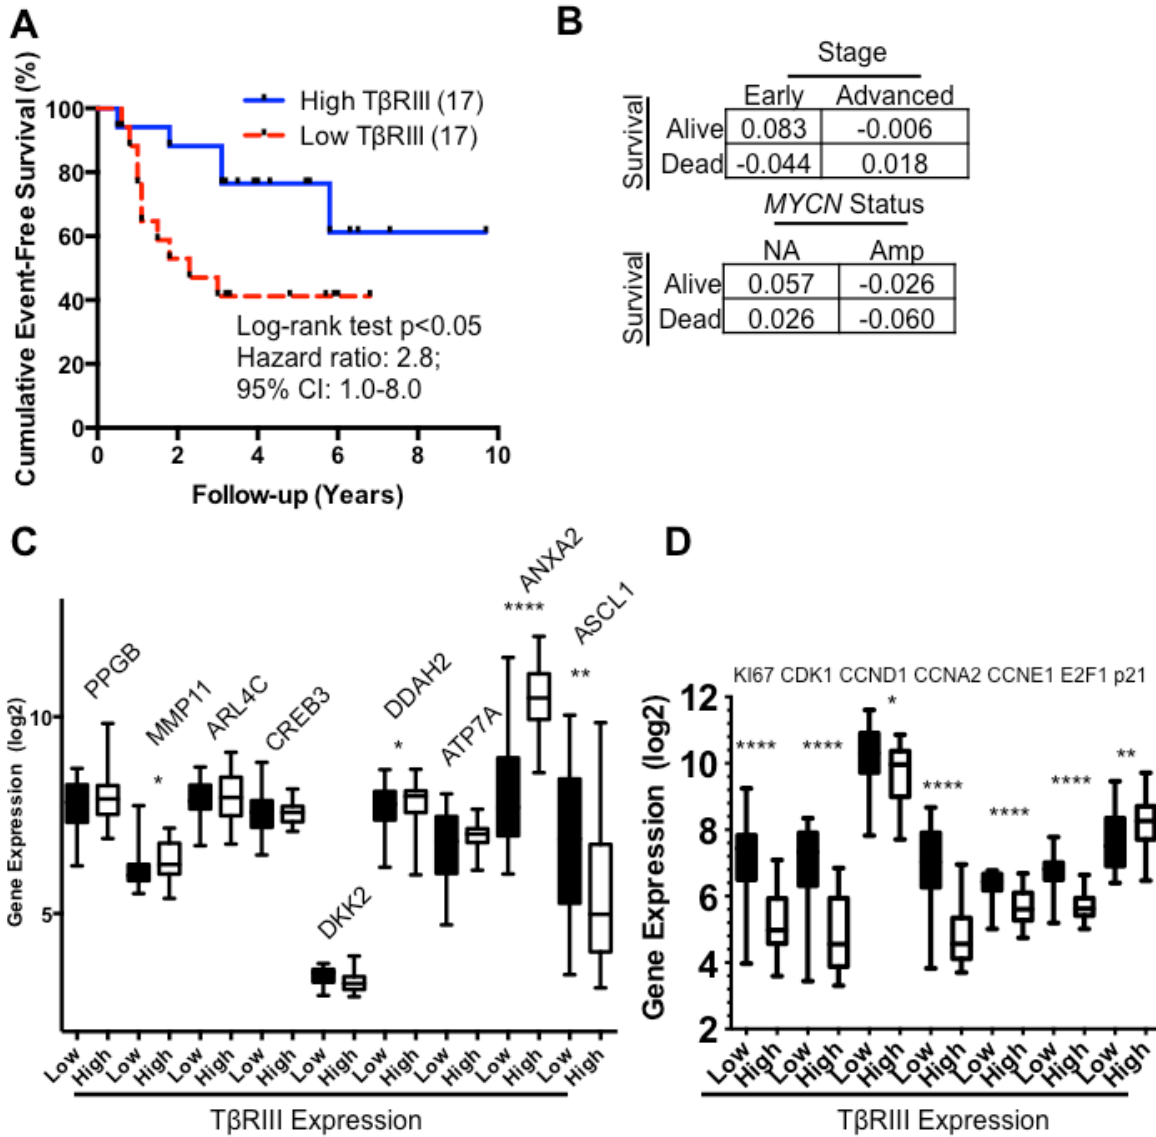 A
Cumulative Event-Free Survival (%)
100
80
60
40
20
0
High TβRIII (17)
Low TβRIII (17)
Log-rank test p<0.05
Hazard ratio: 2.8;
95% CI: 1.0-8.0
0 2 4 6 8 10
Follow-up (Years)
B
Stage
Early Advanced
Survival
Alive 0.083 -0.006
Dead -0.044 0.018
MYCN Status
NA Amp
Survival
Alive 0.057 -0.026
Dead 0.026 -0.060
C
Gene Expression (log2)
10
5
PPGB
MMP11
*
ARL4C
CREB3
DKK2
DDAH2
*
ATP7A
ANXA2
****
ASCL1
**
Low High Low High Low High Low High Low High Low High Low High Low High Low High
TβRIII Expression
D
KI67 CDK1 CCND1 CCNA2 CCNE1 E2F1 p21
Gene Expression (log2)
12
10
8
6
4
2
**** **** * **** **** **** **
Low High Low High Low High Low High Low High Low High Low High
TβRIII Expression